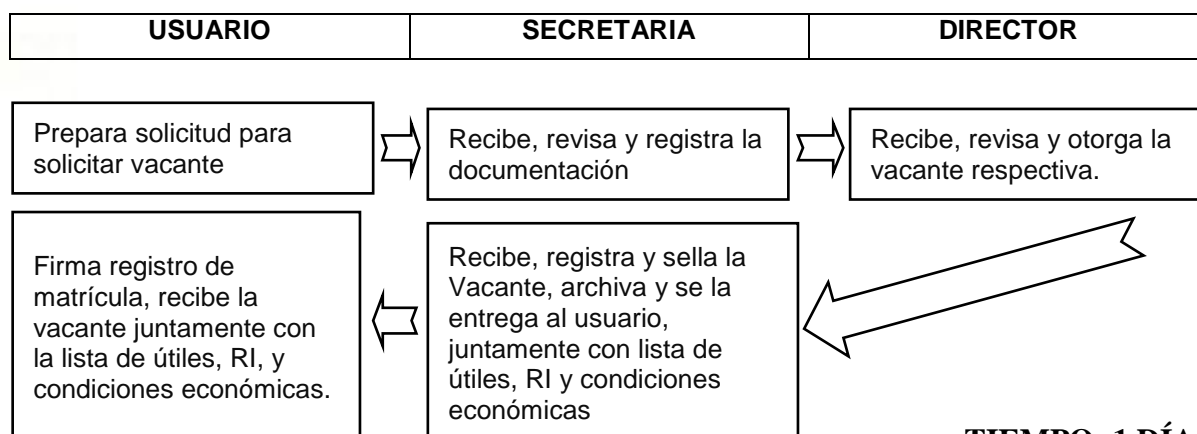 USUARIO SECRETARIA DIRECTOR
Prepara solicitud para
solicitar vacante
Recibe, revisa y registra la
documentación
Recibe, revisa y otorga la
vacante respectiva.
Firma registro de
matrícula, recibe la
vacante juntamente con
la lista de útiles, RI, y
condiciones económicas.
Recibe, registra y sella la
Vacante, archiva y se la
entrega al usuario,
juntamente con lista de
útiles, RI y condiciones
económicas
TIEMPO 1 DÍA